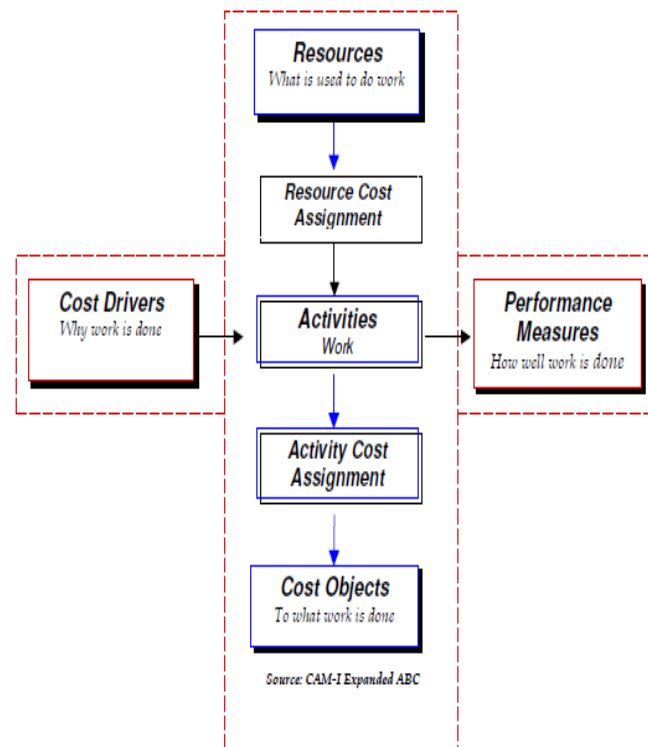 Resources
What is used to do work
Resource Cost
Assignment
Cost Drivers
Why work is done
Activities
Work
Performance
Measures
How well work is done
Activity Cost
Assignment
Cost Objects
To what work is done
Source: CAM-I Expanded ABC